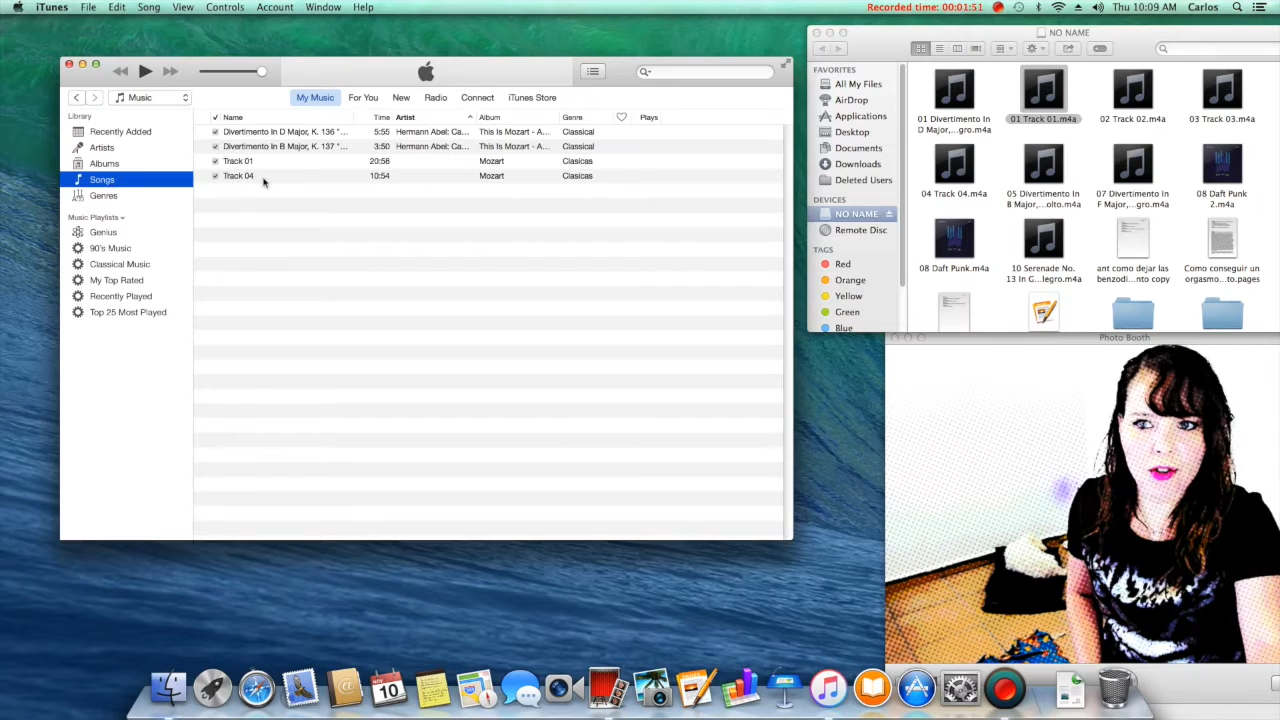 iTunes File Edit Song View Controls Account Window Help Recorded time: 00:01:51 Thu 10:09 AM Carlos
NO NAME
Music
My Music For You New Radio Connect iTunes Store
Library
Recently Added
Artists
Albums
Songs
Genres
Music Playlists
Genius
90's Music
Classical Music
My Top Rated
Recently Played
Top 25 Most Played
Name Time Artist Album Genre Plays
Divertimento In D Major, K. 136 "... 5:55 Hermann Abel: Ca... This Is Mozart - A... Classical
Divertimento In B Major, K. 137 "... 3:50 Hermann Abel: Ca... This Is Mozart - A... Classical
Track 01 20:58 Mozart Clasicas
Track 04 10:54 Mozart Clasicas
FAVORITES
All My Files
AirDrop
Applications
Desktop
Documents
Downloads
Deleted Users
DEVICES
NO NAME
Remote Disc
TAGS
Red
Orange
Yellow
Green
Blue
01 Divertimento In
D Major,...gro.m4a
01 Track 01.m4a
02 Track 02.m4a
03 Track 03.m4a
04 Track 04.m4a
05 Divertimento In
B Major,...olto.m4a
07 Divertimento In
F Major,...gro.m4a
08 Daft Punk
2.m4a
08 Daft Punk.m4a
10 Serenade No.
13 In G...legro.m4a
ant como dejar las
benzodi...nto copy
Como conseguir un
orgasmo...to.pages
Photo Booth
NOV
10